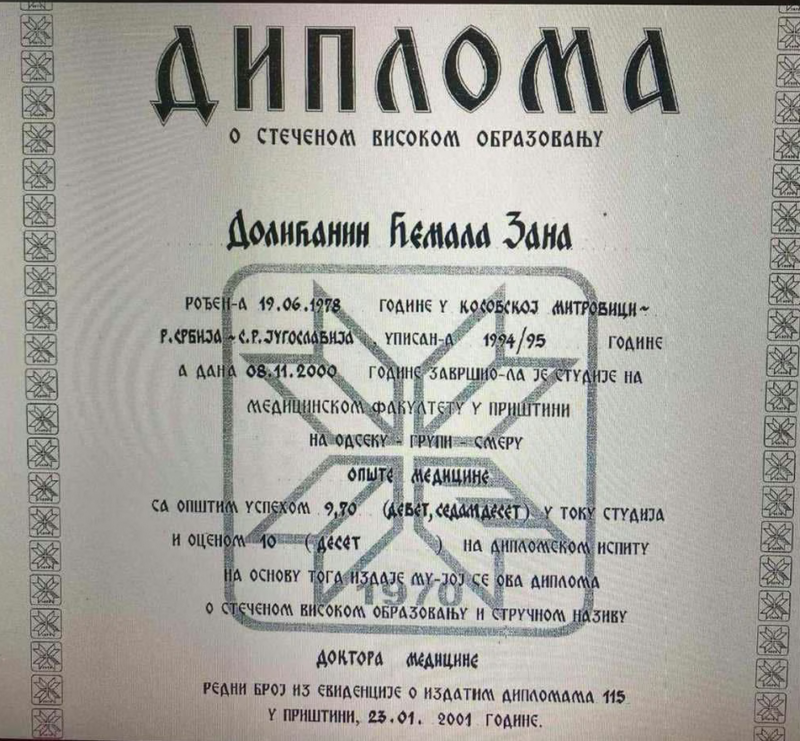 ДИПЛОМА
О СТЕЧЕНОМ ВИСОКОМ ОБРАЗОВАЊУ
Долићанин Ћемала Зана
РОЂЕН-А 19.06.1978 ГОДИНЕ У КОСОВСКОЈ МИТРОВИЦИ~
Р.СРБИЈА~С.Р.ЈУГОСЛАВИЈА , УПИСАН-А 1994/95 ГОДИНЕ
А ДАНА 08.11.2000 ГОДИНЕ ЗАВРШИО-ЛА ЈЕ СТУДИЈЕ НА
МЕДИЦИНСКОМ ФАКУЛТЕТУ У ПРИШТИНИ
НА ОДСЕКУ - ГРУПИ - СМЕРУ
ОПШТЕ МЕДИЦИНЕ
СА ОПШТИМ УСПЕХОМ 9,70 (ДЕВЕТ, СЕДАМДЕСЕТ) У ТОКУ СТУДИЈА
И ОЦЕНОМ 10 (ДЕСЕТ ) НА ДИПЛОМСКОМ ИСПИТУ
НА ОСНОВУ ТОГА ИЗДАЈЕ МУ-ЈОЈ СЕ ОВА ДИПЛОМА
1970
О СТЕЧЕНОМ ВИСОКОМ ОБРАЗОВАЊУ И СТРУЧНОМ НАЗИВУ
ДОКТОРА МЕДИЦИНЕ
РЕДНИ БРОЈ ИЗ ЕВИДЕНЦИЈЕ О ИЗДАТИМ ДИПЛОМАМА 115
У ПРИШТИНИ, 23.01. 2001 ГОДИНЕ.